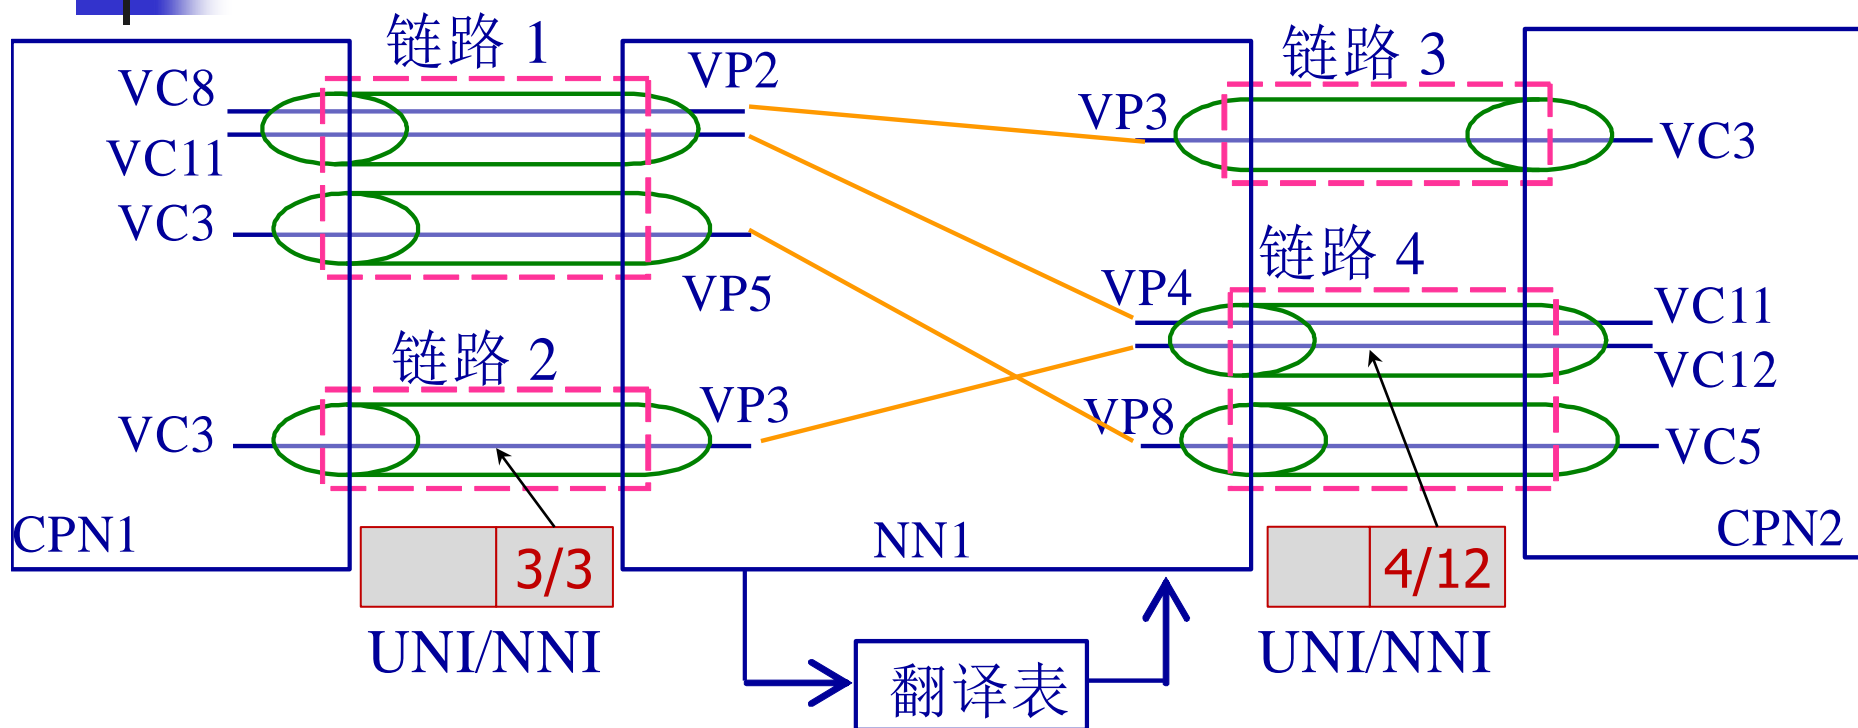 链路 1
VP2
VC8
VC11
VC3
VP5
链路 2
VP3
VC3
CPN1
3/3
UNI/NNI
NN1
翻译表
链路 3
VP3
VC3
链路 4
VP4
VC11
VC12
VP8
VC5
CPN2
4/12
UNI/NNI